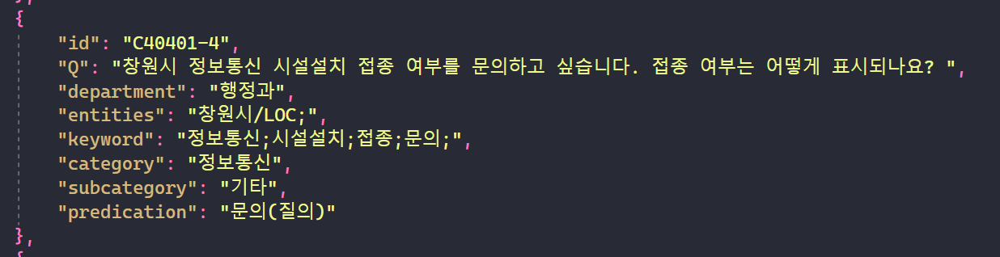 },
{
"id": "C40401-4",
"Q": "창원시 정보통신 시설설치 접종 여부를 문의하고 싶습니다. 접종 여부는 어떻게 표시되나요? ",
"department": "행정과",
"entities": "창원시/LOC;",
"keyword": "정보통신;시설설치;접종;문의;",
"category": "정보통신",
"subcategory": "기타",
"predication": "문의(질의)"
},
{